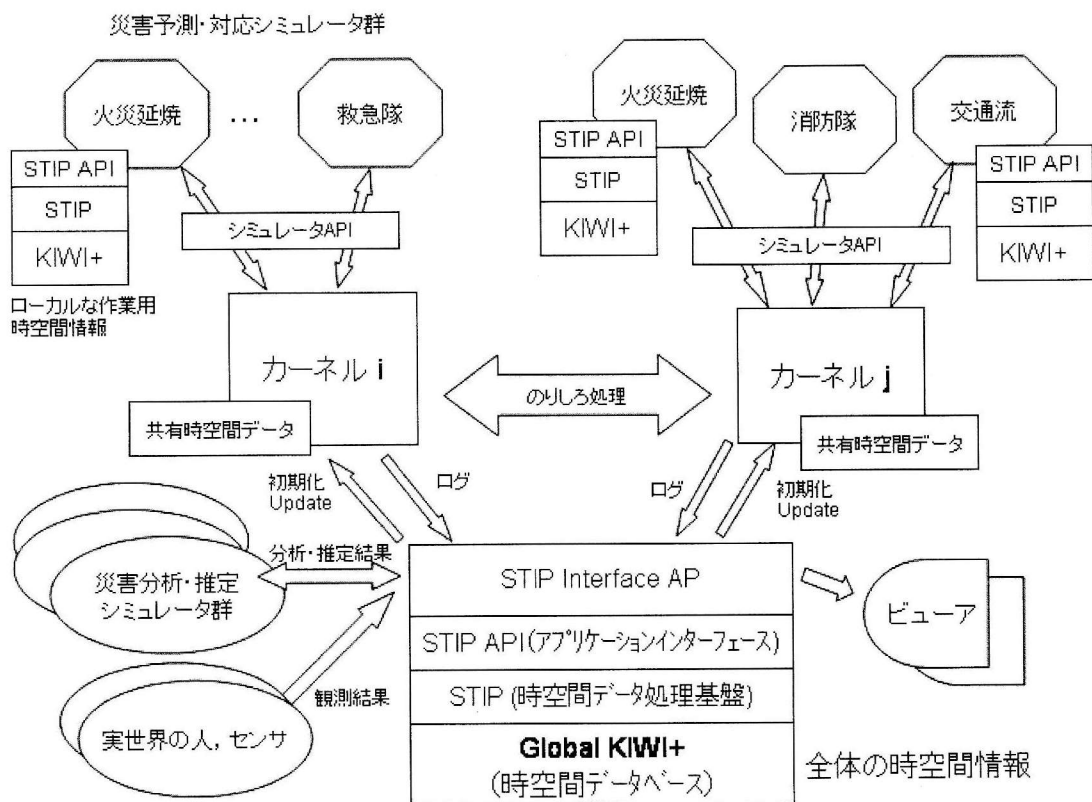 災害予測・対応シミュレータ群
火災延焼
...
救急隊
STIP API
STIP
KIWI+
ローカルな作業用
時空間情報
シミュレータAPI
カーネル i
共有時空間データ
火災延焼
消防隊
交通流
STIP API
STIP
KIWI+
STIP API
STIP
KIWI+
シミュレータAPI
カーネル j
共有時空間データ
のりしろ処理
初期化
Update
ログ
ログ
初期化
Update
分析・推定結果
災害分析・推定
シミュレータ群
観測結果
実世界の人，センサ
STIP Interface AP
STIP API(アプリケーションインターフェース)
STIP (時空間データ処理基盤)
Global KIWI+
(時空間データベース)
ビューア
全体の時空間情報